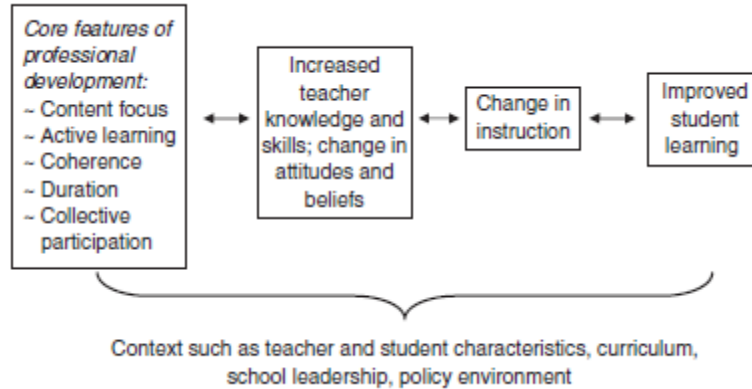 Core features of
professional
development:
~ Content focus
~ Active learning
~ Coherence
~ Duration
~ Collective
participation
Increased
teacher
knowledge and
skills; change in
attitudes and
beliefs
Change in
instruction
Improved
student
learning
Context such as teacher and student characteristics, curriculum,
school leadership, policy environment